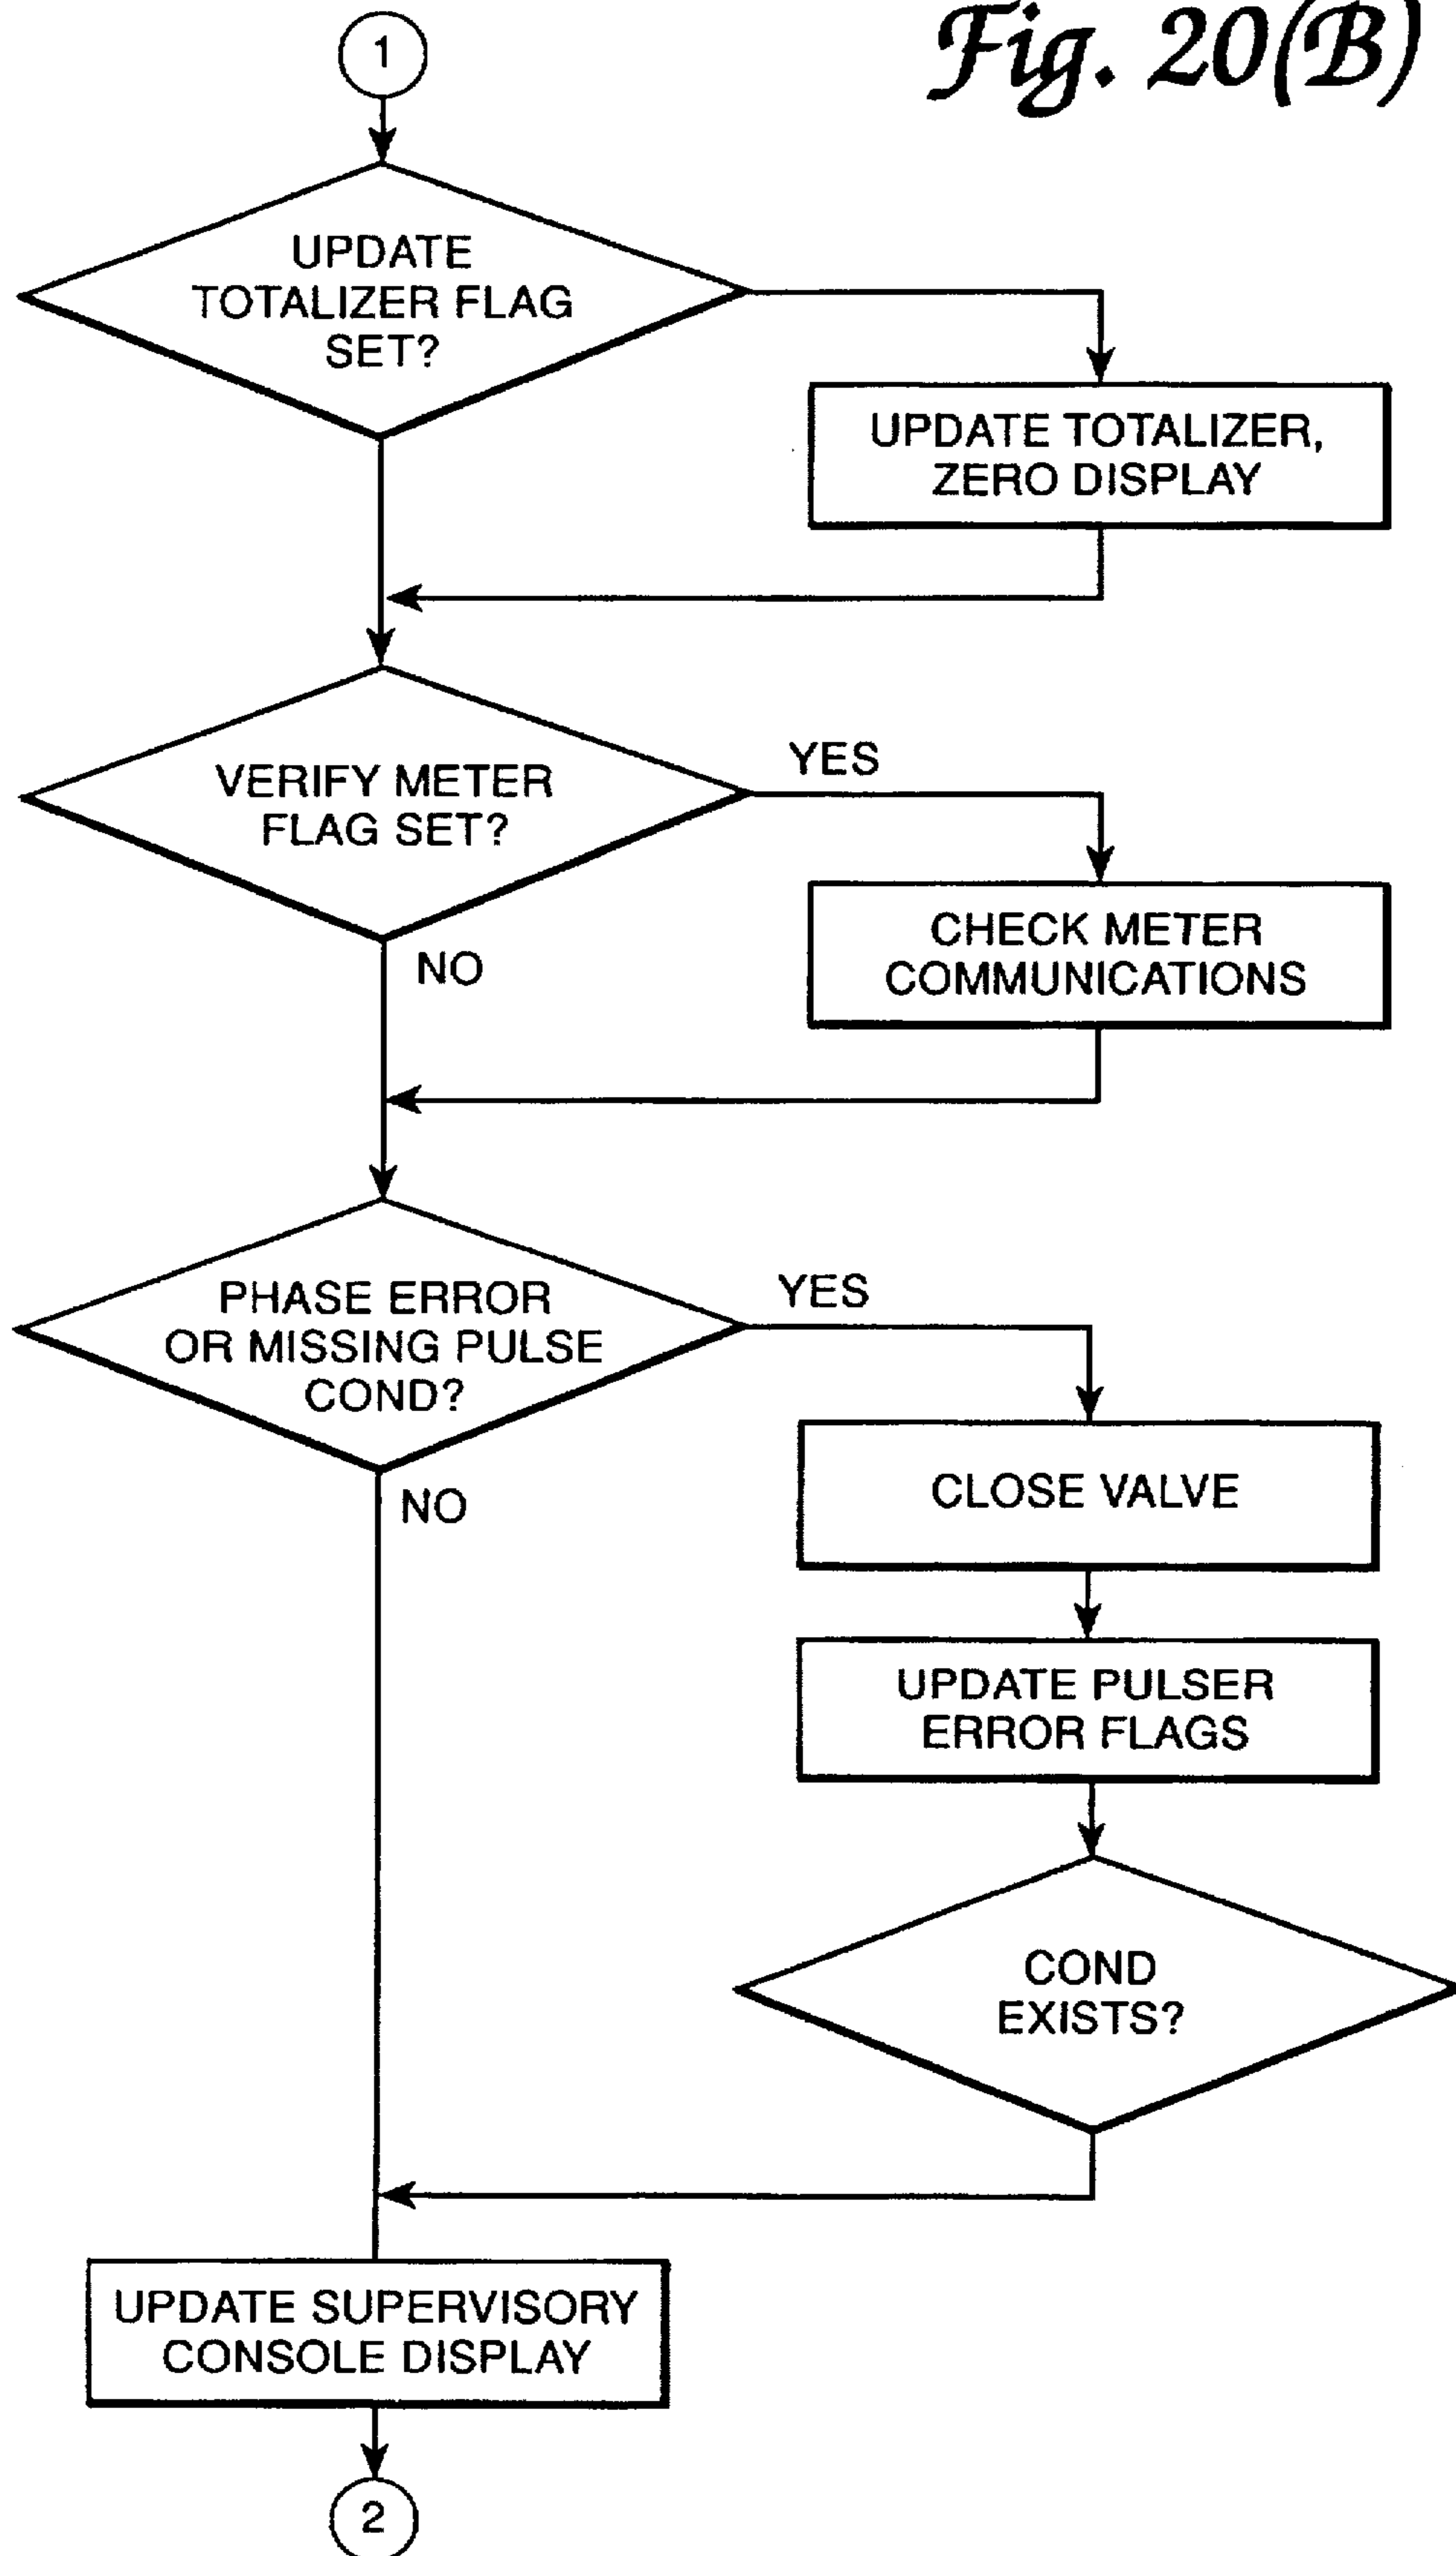 Fig. 20(B)
1
UPDATE
TOTALIZER FLAG
SET?
UPDATE TOTALIZER,
ZERO DISPLAY
VERIFY METER
FLAG SET?
YES
NO
CHECK METER
COMMUNICATIONS
PHASE ERROR
OR MISSING PULSE
COND?
YES
NO
CLOSE VALVE
UPDATE PULSER
ERROR FLAGS
COND
EXISTS?
UPDATE SUPERVISORY
CONSOLE DISPLAY
2